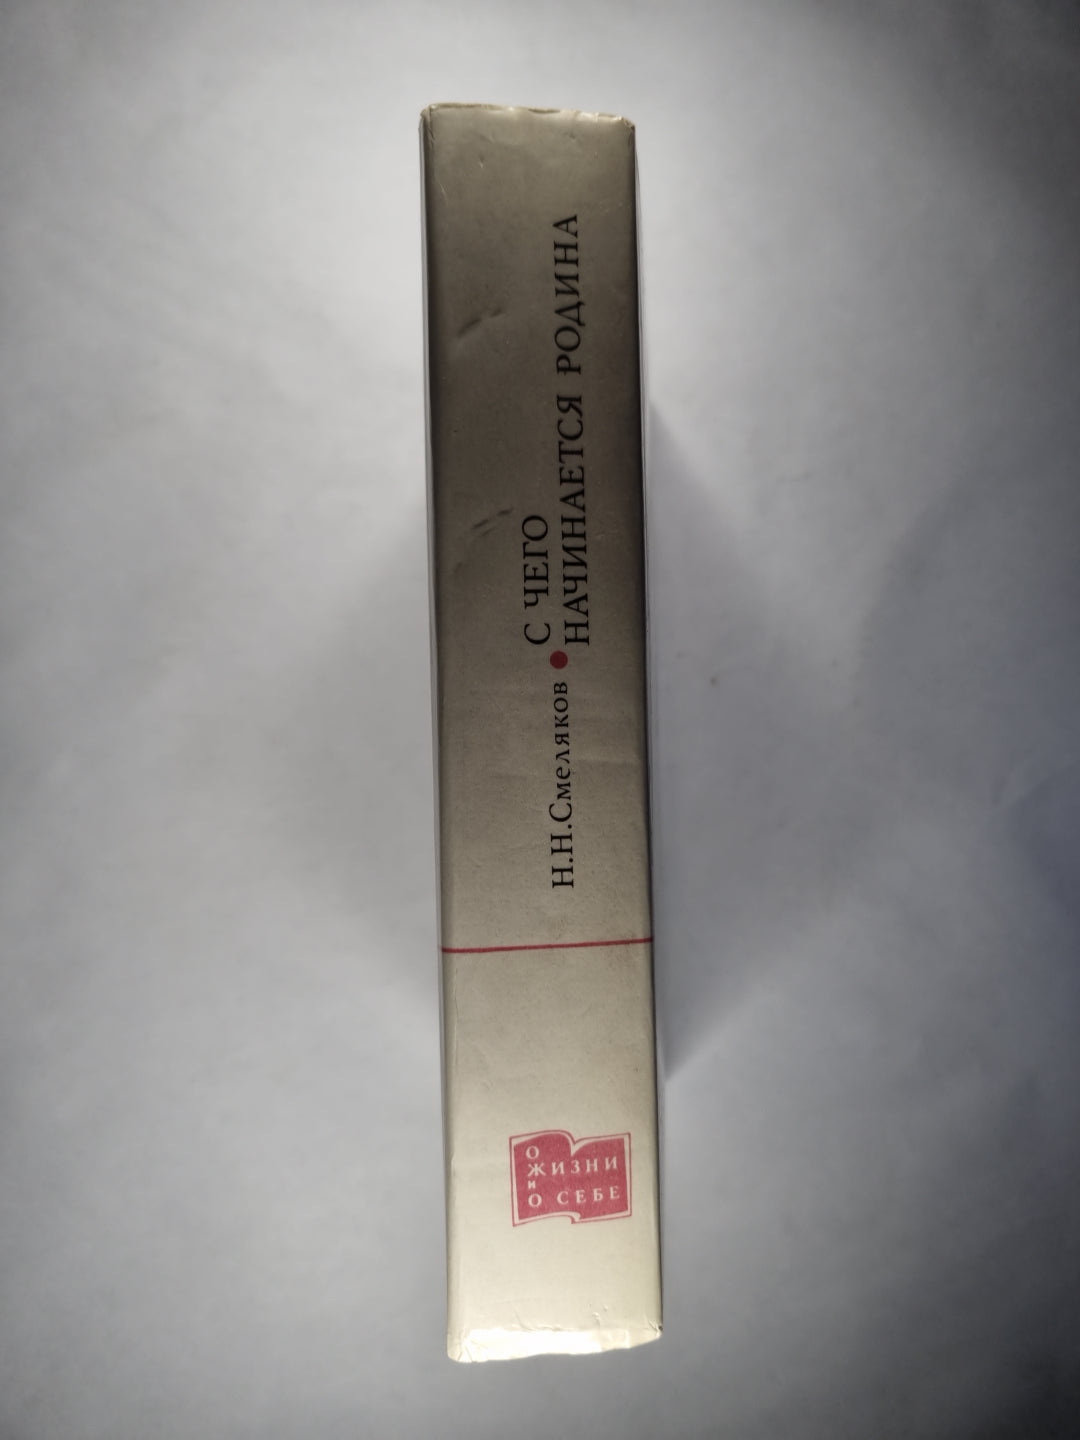 Н.Н.Смеляков
С ЧЕГО
НАЧИНАЕТСЯ РОДИНА
О
ЖИЗНИ
и
О СЕБЕ